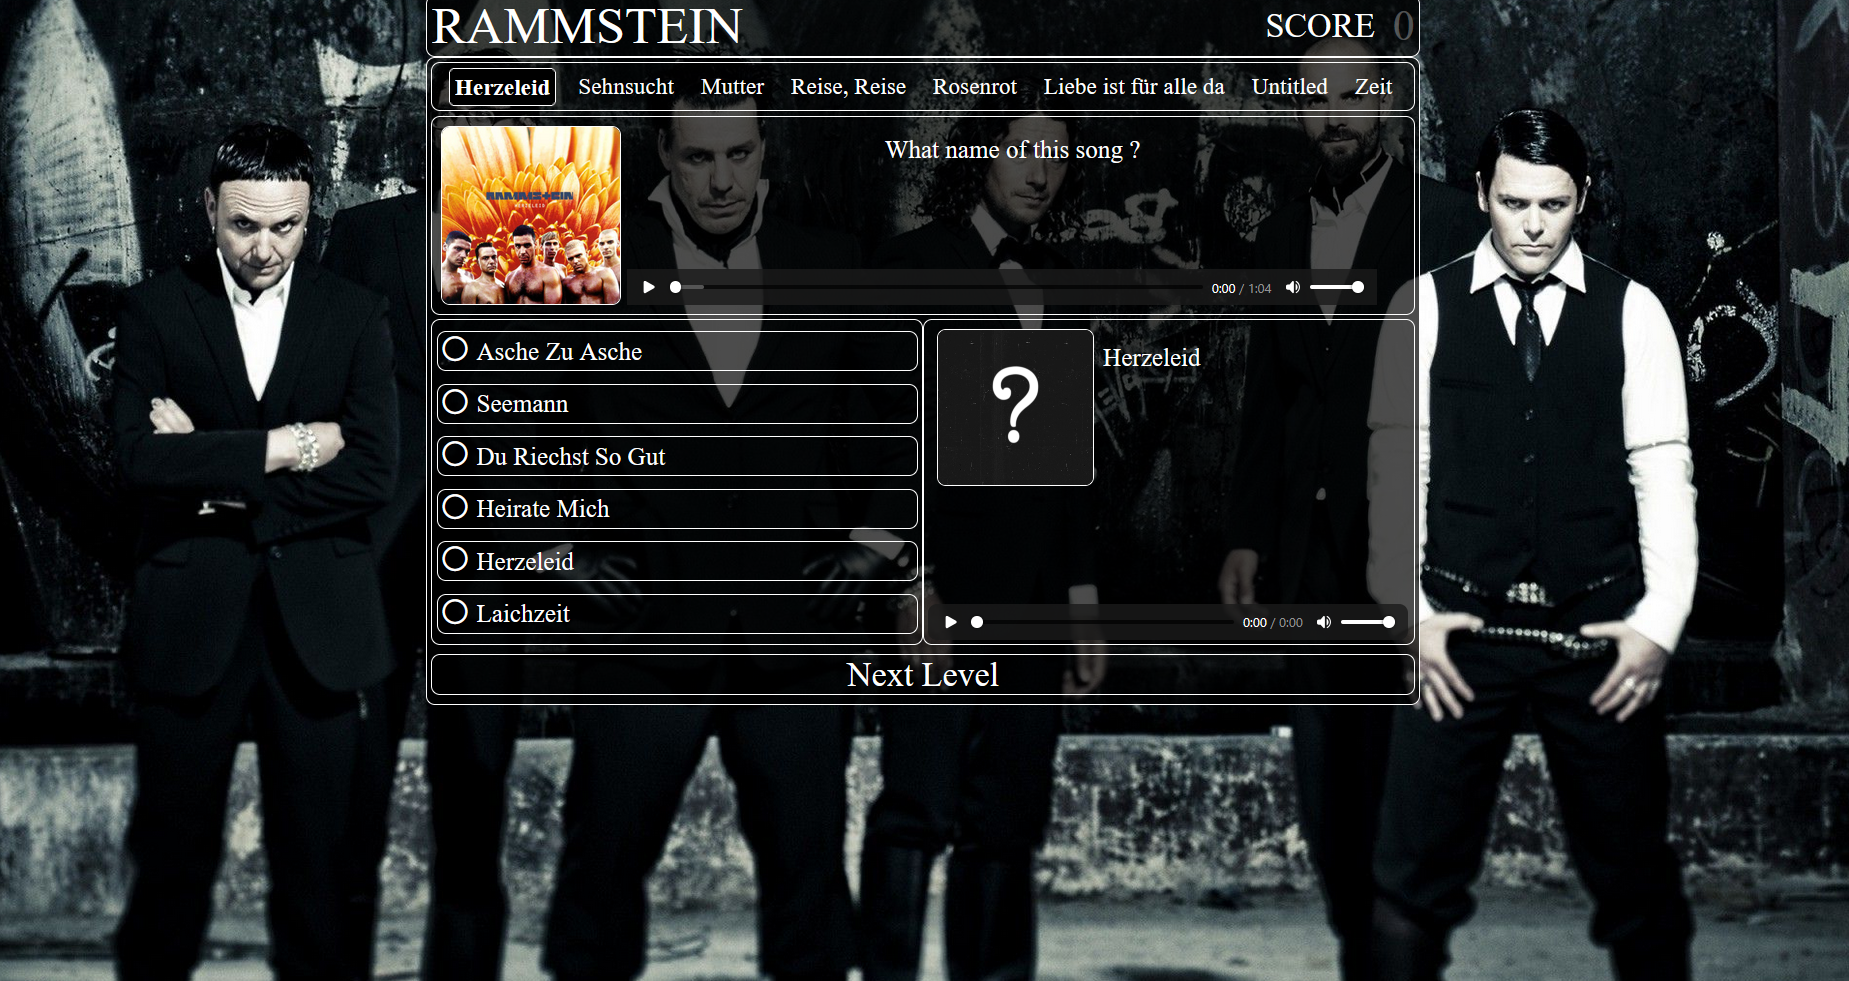 RAMMSTEIN
SCORE 0
Herzeleid Sehnsucht Mutter Reise, Reise Rosenrot Liebe ist für alle da Untitled Zeit
RAMMSTEIN
HERZELEID
What name of this song ?
0:00 / 1:04
Asche Zu Asche
Seemann
Du Riechst So Gut
Heirate Mich
Herzeleid
Laichzeit
?
Herzeleid
0:00 / 0:00
Next Level